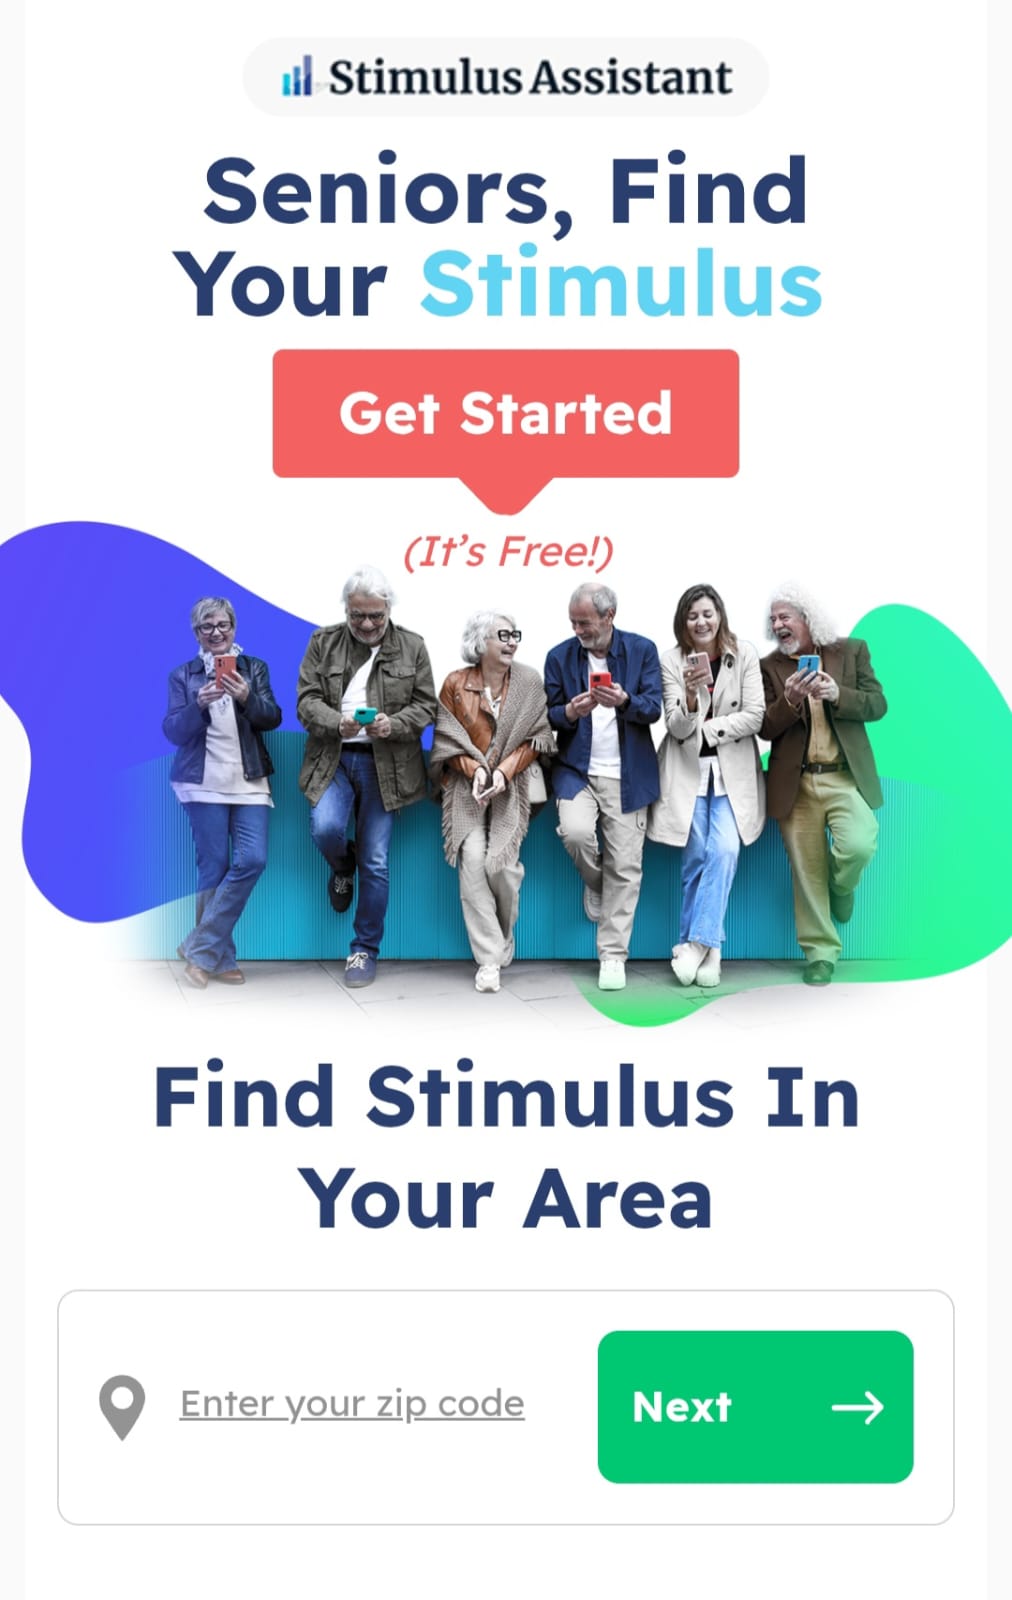 Stimulus Assistant
Seniors, Find
Your Stimulus
Get Started
(It's Free!)
Find Stimulus In
Your Area
Enter your zip code
Next